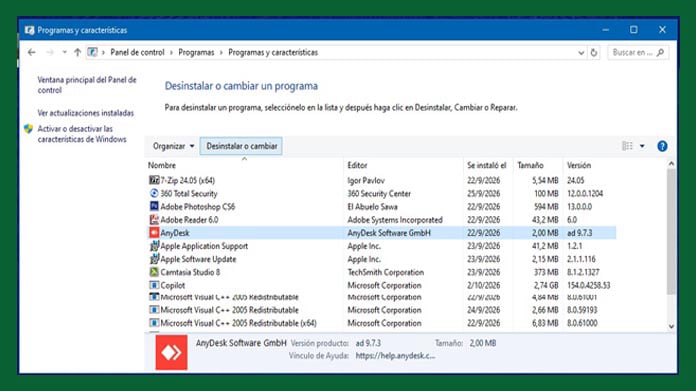 Programas y características
Panel de control > Programas > Programas y características
Buscar en ...
Ventana principal del Panel de
control
Ver actualizaciones instaladas
Activar o desactivar las
características de Windows
Desinstalar o cambiar un programa
Para desinstalar un programa, selecciónelo en la lista y después haga clic en Desinstalar, Cambiar o Reparar.
Organizar Desinstalar o cambiar
Nombre Editor Se instaló el Tamaño Versión
7-Zip 24.05 (x64) Igor Pavlov 22/9/2026 5,54 MB 24.05
360 Total Security 360 Security Center 25/9/2026 100 MB 12.0.0.1204
Adobe Photoshop CS6 El Abuelo Sawa 22/9/2026 594 MB 13.0.0.0
Adobe Reader 6.0 Adobe Systems Incorporated 22/9/2026 43,2 MB 6.0
AnyDesk AnyDesk Software GmbH 22/9/2026 2,00 MB ad 9.7.3
Apple Application Support Apple Inc. 23/9/2026 41,2 MB 1.2.1
Apple Software Update Apple Inc. 23/9/2026 2,15 MB 2.1.1.116
Camtasia Studio 8 TechSmith Corporation 22/9/2026 373 MB 8.1.2.1327
Copilot Microsoft Corporation 2/10/2026 2,74 GB 154.0.4258.53
Microsoft Visual C++ 2005 Redistributable Microsoft Corporation 22/9/2026 4,84 MB 8.0.61001
Microsoft Visual C++ 2005 Redistributable Microsoft Corporation 24/9/2026 2,66 MB 8.0.59193
Microsoft Visual C++ 2005 Redistributable (x64) Microsoft Corporation 22/9/2026 6,83 MB 8.0.61000
AnyDesk Software GmbH Versión producto: ad 9.7.3 Tamaño: 2,00 MB
Vínculo de Ayuda: https://help.anydesk.c...